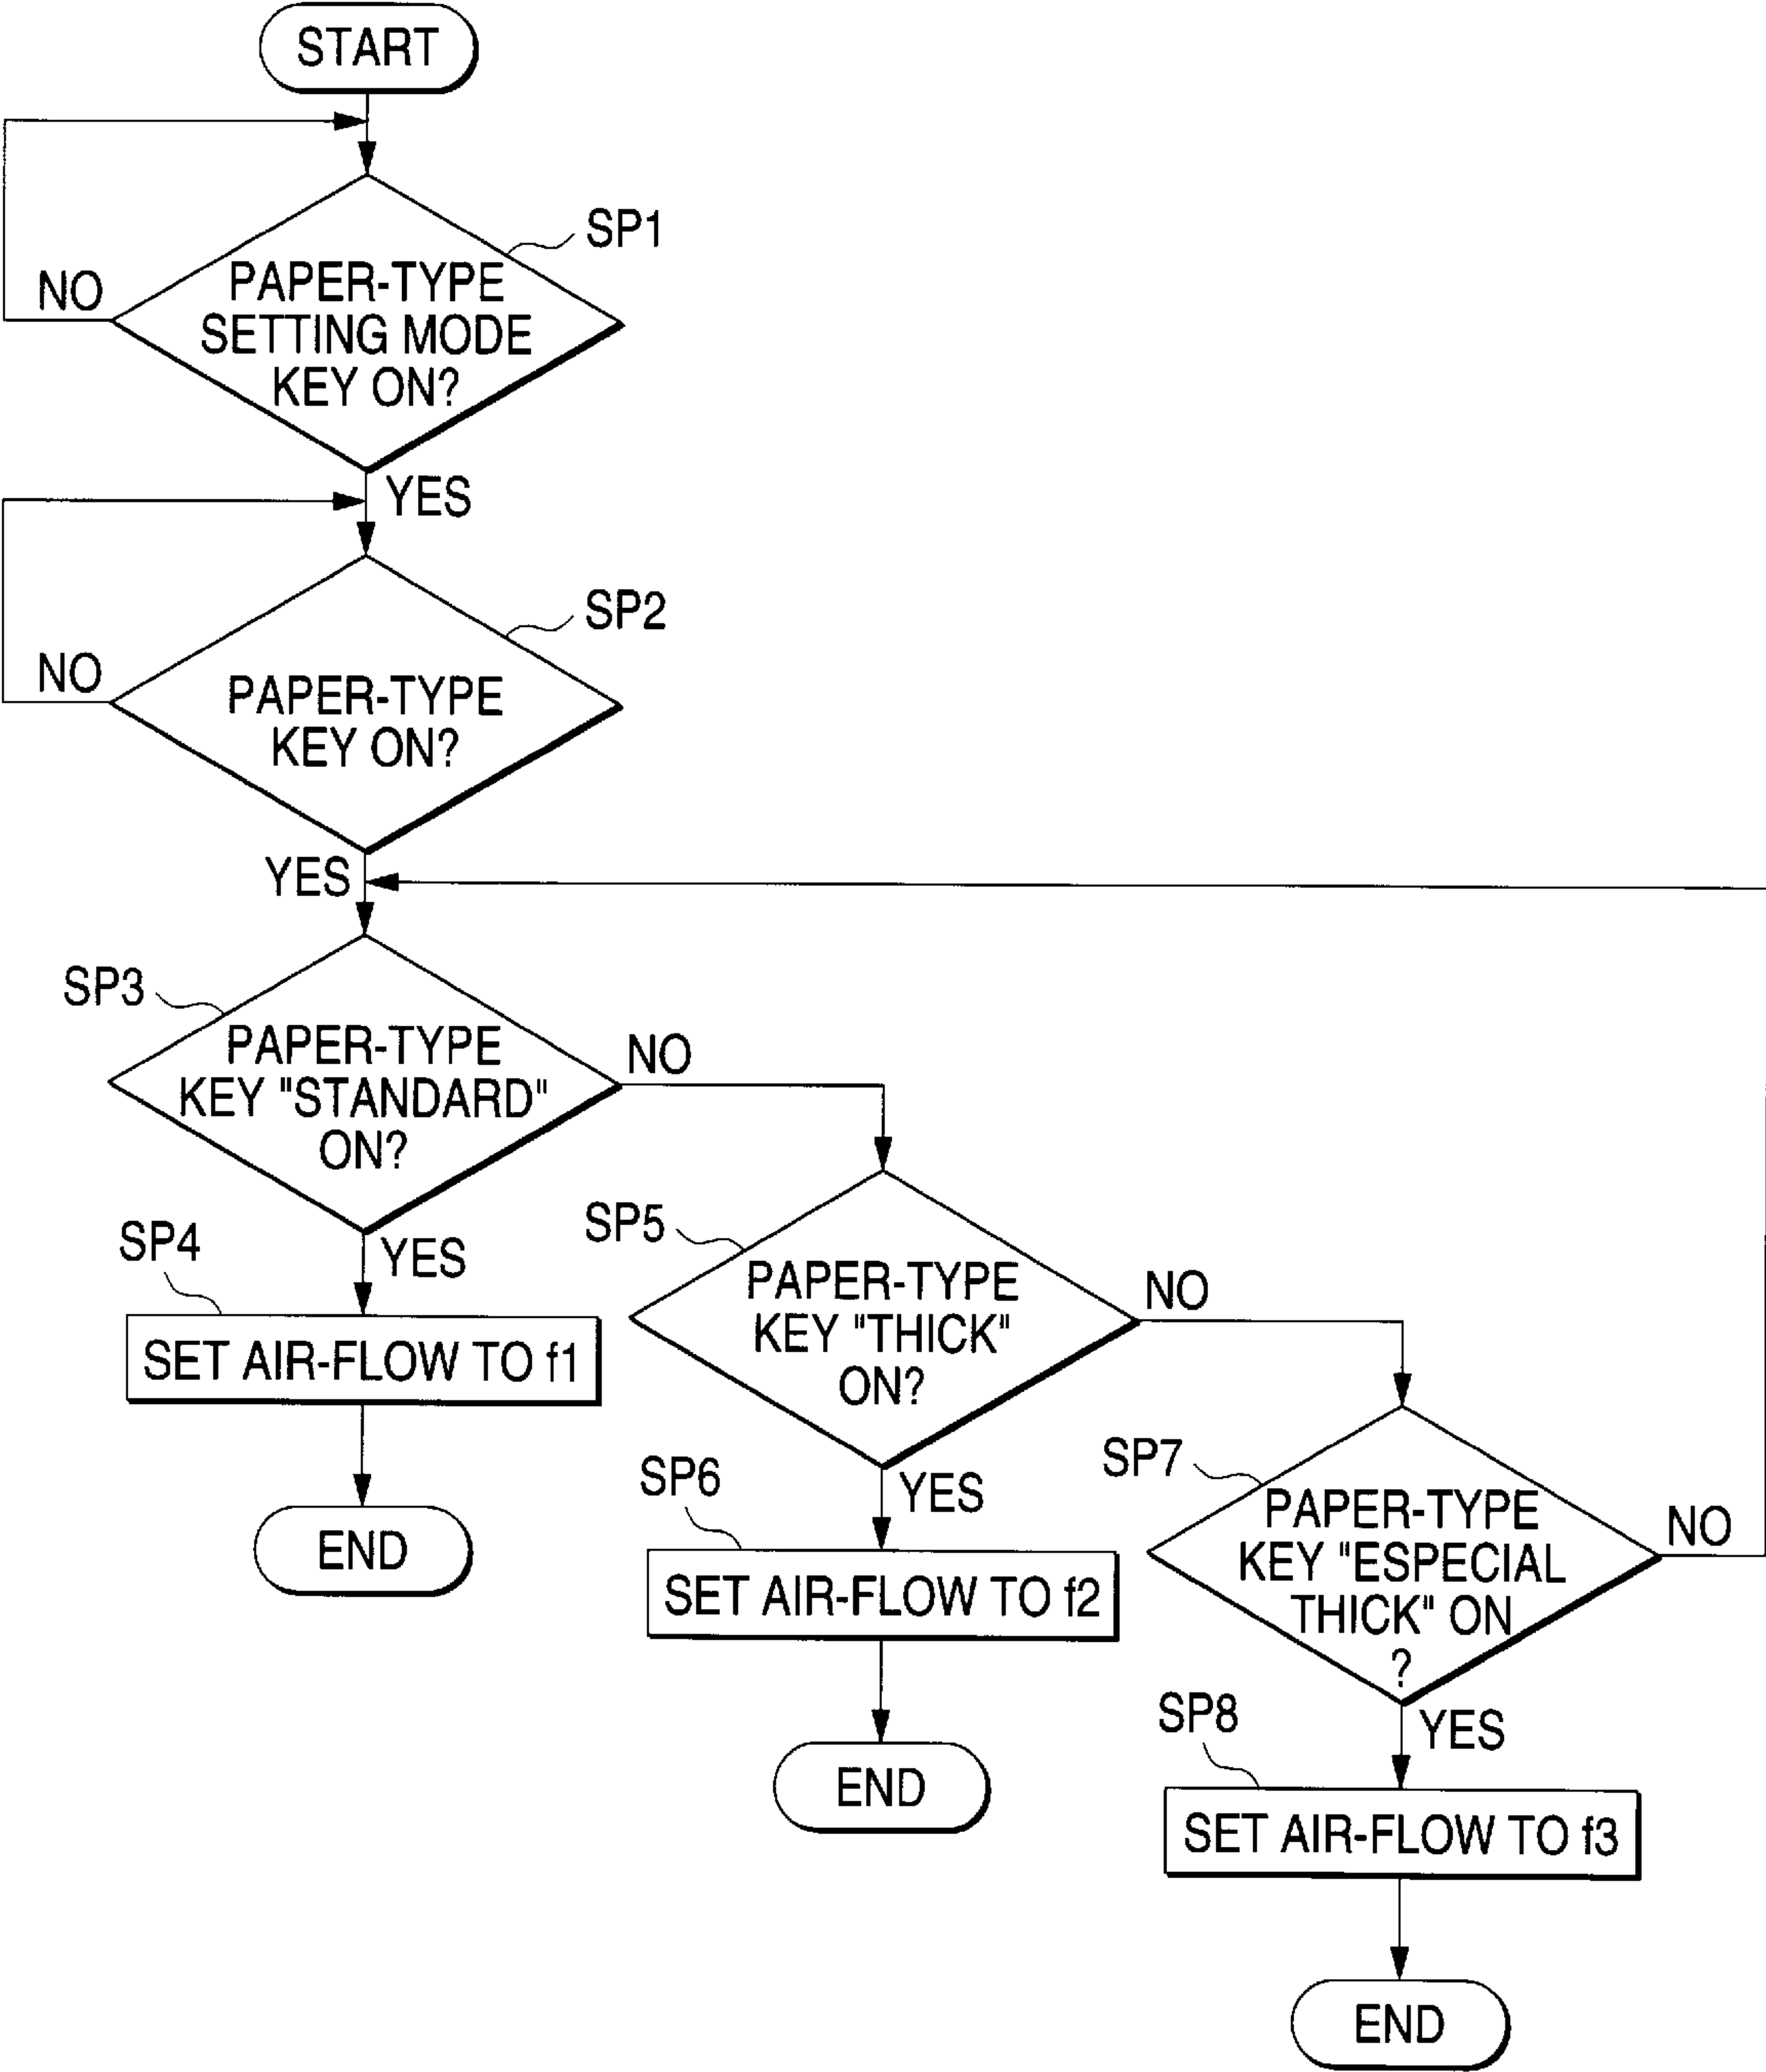 START
SP1
NO
PAPER-TYPE
SETTING MODE
KEY ON?
YES
SP2
NO
PAPER-TYPE
KEY ON?
YES
SP3
PAPER-TYPE
KEY "STANDARD"
ON?
NO
SP4
YES
SET AIR-FLOW TO f1
END
SP5
PAPER-TYPE
KEY "THICK"
ON?
NO
SP6
YES
SET AIR-FLOW TO f2
END
SP7
PAPER-TYPE
KEY "ESPECIAL
THICK" ON
?
NO
SP8
YES
SET AIR-FLOW TO f3
END